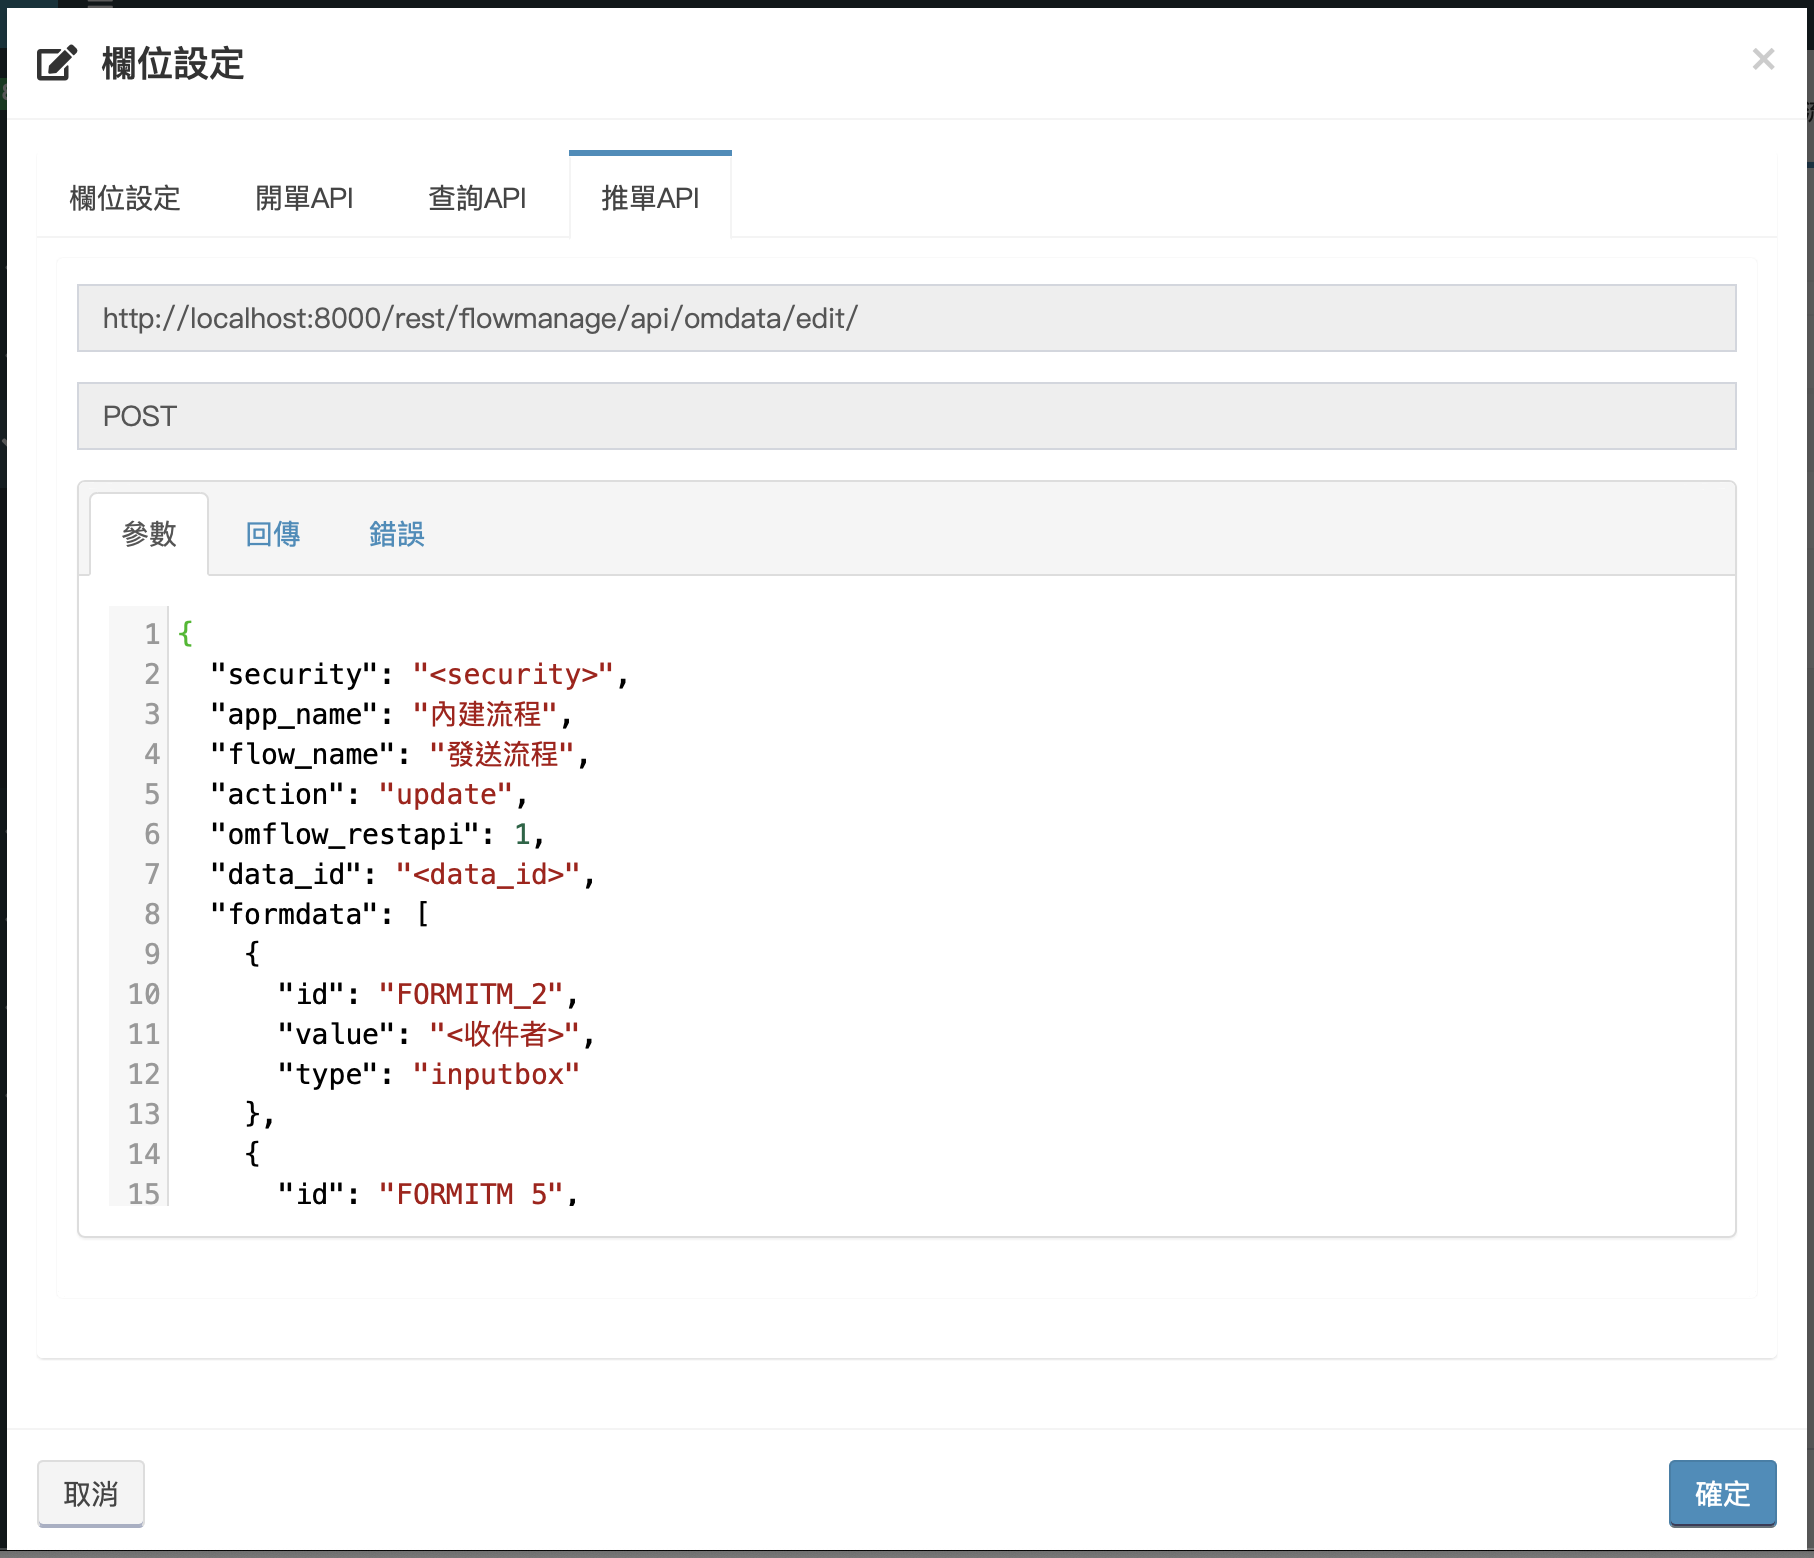 欄位設定
×
欄位設定 開單API 查詢API 推單API
http://localhost:8000/rest/flowmanage/api/omdata/edit/
POST
參數 回傳 錯誤
1 {
2 "security": "<security>",
3 "app_name": "內建流程",
4 "flow_name": "發送流程",
5 "action": "update",
6 "omflow_restapi": 1,
7 "data_id": "<data_id>",
8 "formdata": [
9 {
10 "id": "FORMITM_2",
11 "value": "<收件者>",
12 "type": "inputbox"
13 },
14 {
15 "id": "FORMITM 5",
取消 確定